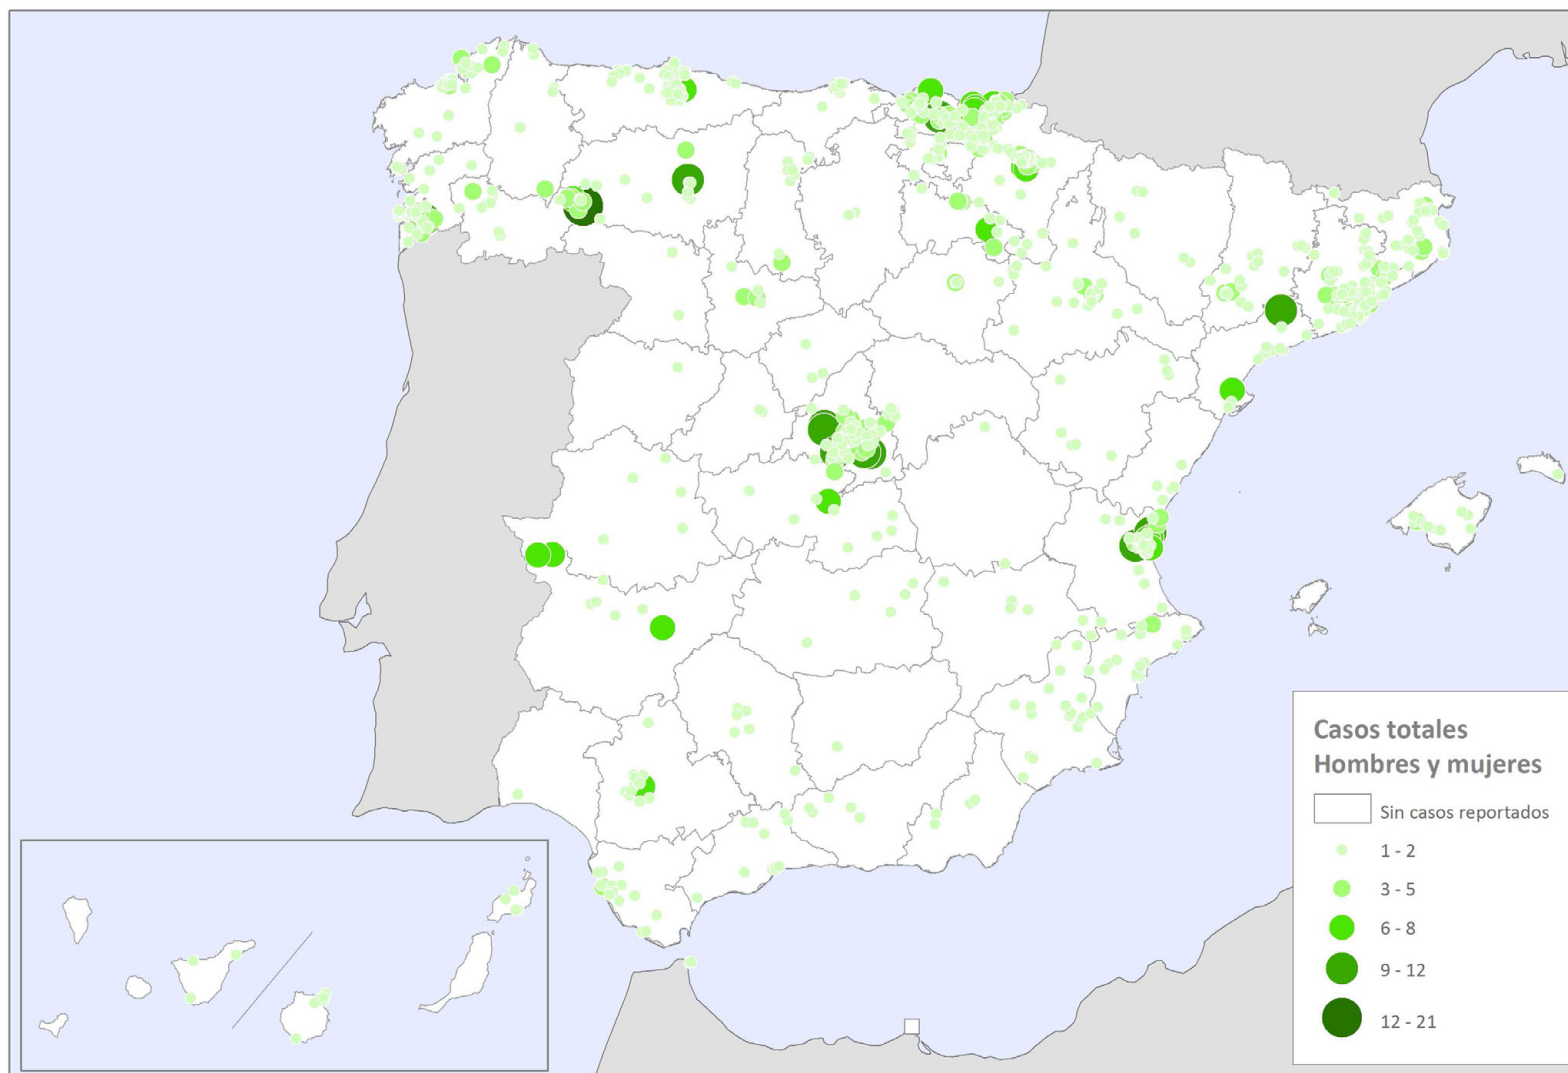 Casos totales
Hombres y mujeres
Sin casos reportados
1 - 2
3 - 5
6 - 8
9 - 12
12 - 21